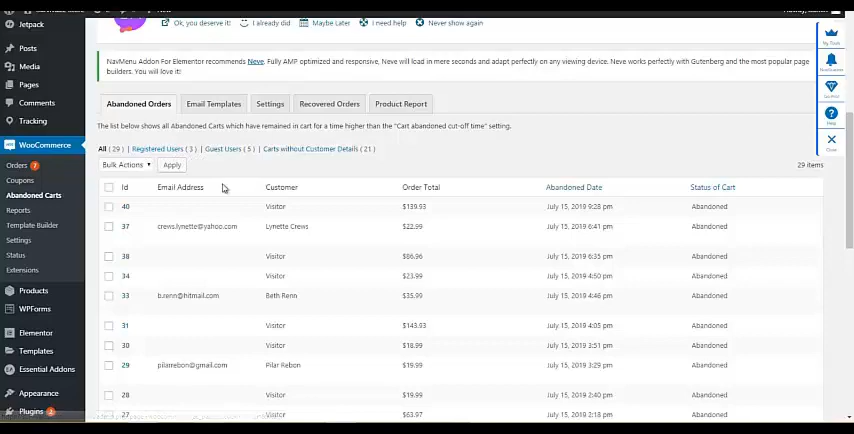 Jetpack
Posts
Media
Pages
Comments
Tracking
WooCommerce
Orders 7
Coupons
Abandoned Carts
Reports
Template Builder
Settings
Status
Extensions
Products
WPForms
Elementor
Templates
Essential Addons
Appearance
Plugins 2
Ok, you deserve it! I already did Maybe Later I need help Never show again
NavMenu Addon For Elementor recommends Neve. Fully AMP optimized and responsive, Neve will load in mere seconds and adapt perfectly on any viewing device. Neve works perfectly with Gutenberg and the most popular page
builders. You will love it!
Abandoned Orders Email Templates Settings Recovered Orders Product Report
The list below shows all Abandoned Carts which have remained in cart for a time higher than the "Cart abandoned cut-off time" setting.
All ( 29 ) | Registered Users ( 3 ) | Guest Users ( 5 ) | Carts without Customer Details ( 21 )
Bulk Actions Apply 29 items
Id Email Address Customer Order Total Abandoned Date Status of Cart
40 Visitor $139.93 July 15, 2019 9:28 pm Abandoned
37 crews.lynette@yahoo.com Lynette Crews $22.99 July 15, 2019 6:41 pm Abandoned
38 Visitor $86.96 July 15, 2019 6:35 pm Abandoned
34 Visitor $23.99 July 15, 2019 4:50 pm Abandoned
33 b.renn@hitmail.com Beth Renn $35.99 July 15, 2019 4:46 pm Abandoned
31 Visitor $143.93 July 15, 2019 4:05 pm Abandoned
30 Visitor $18.99 July 15, 2019 3:51 pm Abandoned
29 pilarrebon@gmail.com Pilar Rebon $19.99 July 15, 2019 3:29 pm Abandoned
28 Visitor $19.99 July 15, 2019 2:40 pm Abandoned
27 Visitor $63.97 July 15, 2019 2:18 pm Abandoned
My Tools
Help
Close